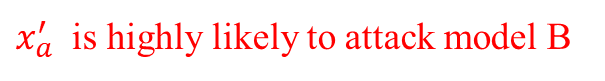 𝑥′ₐ is highly likely to attack model B